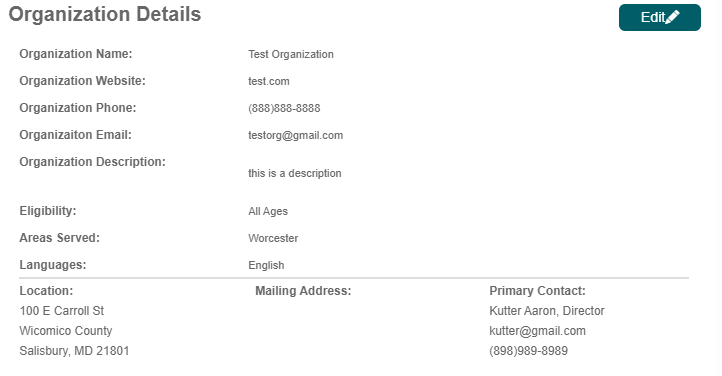 Organization Details
Edit
Organization Name: Test Organization
Organization Website: test.com
Organization Phone: (888)888-8888
Organizaiton Email: testorg@gmail.com
Organization Description: this is a description
Eligibility: All Ages
Areas Served: Worcester
Languages: English
Location: Mailing Address: Primary Contact:
100 E Carroll St Kutter Aaron, Director
Wicomico County kutter@gmail.com
Salisbury, MD 21801 (898)989-8989